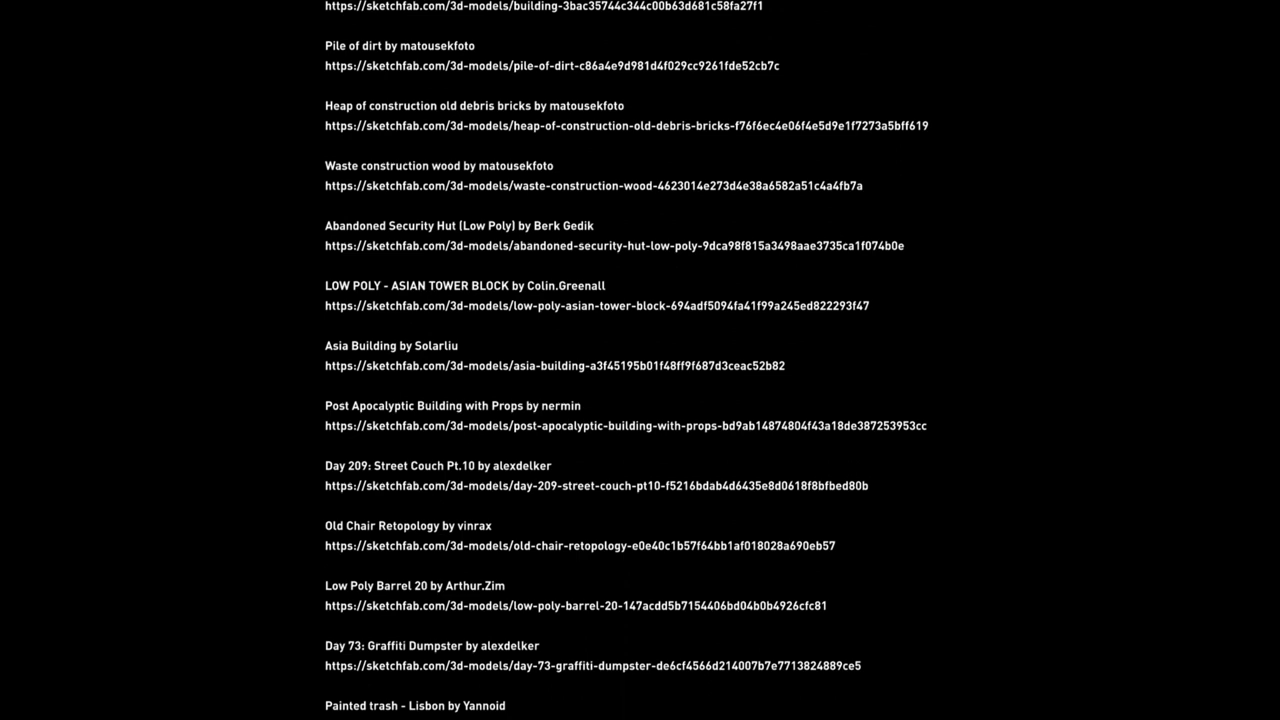 https://sketchfab.com/3d-models/building-3bac35744c344c00b63d681c58fa27f1
Pile of dirt by matousekfoto
https://sketchfab.com/3d-models/pile-of-dirt-c86a4e9d981d4f029cc9261fde52cb7c
Heap of construction old debris bricks by matousekfoto
https://sketchfab.com/3d-models/heap-of-construction-old-debris-bricks-f76f6ec4e06f4e5d9e1f7273a5bff619
Waste construction wood by matousekfoto
https://sketchfab.com/3d-models/waste-construction-wood-4623014e273d4e38a6582a51c4a4fb7a
Abandoned Security Hut (Low Poly) by Berk Gedik
https://sketchfab.com/3d-models/abandoned-security-hut-low-poly-9dca98f815a3498aae3735ca1f074b0e
LOW POLY - ASIAN TOWER BLOCK by Colin.Greenall
https://sketchfab.com/3d-models/low-poly-asian-tower-block-694adf5094fa41f99a245ed822293f47
Asia Building by Solarliu
https://sketchfab.com/3d-models/asia-building-a3f45195b01f48ff9f687d3ceac52b82
Post Apocalyptic Building with Props by nermin
https://sketchfab.com/3d-models/post-apocalyptic-building-with-props-bd9ab14874804f43a18de387253953cc
Day 209: Street Couch Pt.10 by alexdelker
https://sketchfab.com/3d-models/day-209-street-couch-pt10-f5216bdab4d6435e8d0618f8bfbed80b
Old Chair Retopology by vinrax
https://sketchfab.com/3d-models/old-chair-retopology-e0e40c1b57f64bb1af018028a690eb57
Low Poly Barrel 20 by Arthur.Zim
https://sketchfab.com/3d-models/low-poly-barrel-20-147acdd5b7154406bd04b0b4926cfc81
Day 73: Graffiti Dumpster by alexdelker
https://sketchfab.com/3d-models/day-73-graffiti-dumpster-de6cf4566d214007b7e7713824889ce5
Painted trash - Lisbon by Yannoid